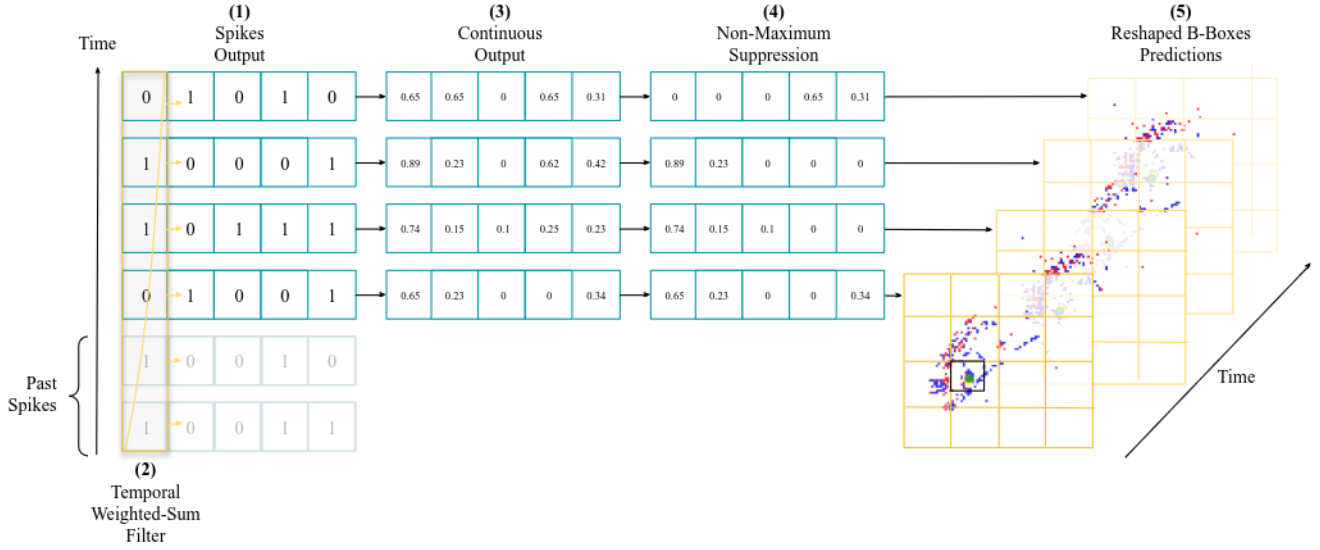 (1)
Spikes
Output
(3)
Continuous
Output
(4)
Non-Maximum
Suppression
(5)
Reshaped B-Boxes
Predictions
Time
0 1 0 1 0
0.65 0.65 0 0.65 0.31
0 0 0 0.65 0.31
1 0 0 0 1
0.89 0.23 0 0.62 0.42
0.89 0.23 0 0 0
1 0 1 1 1
0.74 0.15 0.1 0.25 0.23
0.74 0.15 0.1 0 0
0 1 0 0 1
0.65 0.23 0 0 0.34
0.65 0.23 0 0 0.34
Past
Spikes
1 0 0 1 0
1 0 0 1 1
Time
(2)
Temporal
Weighted-Sum
Filter